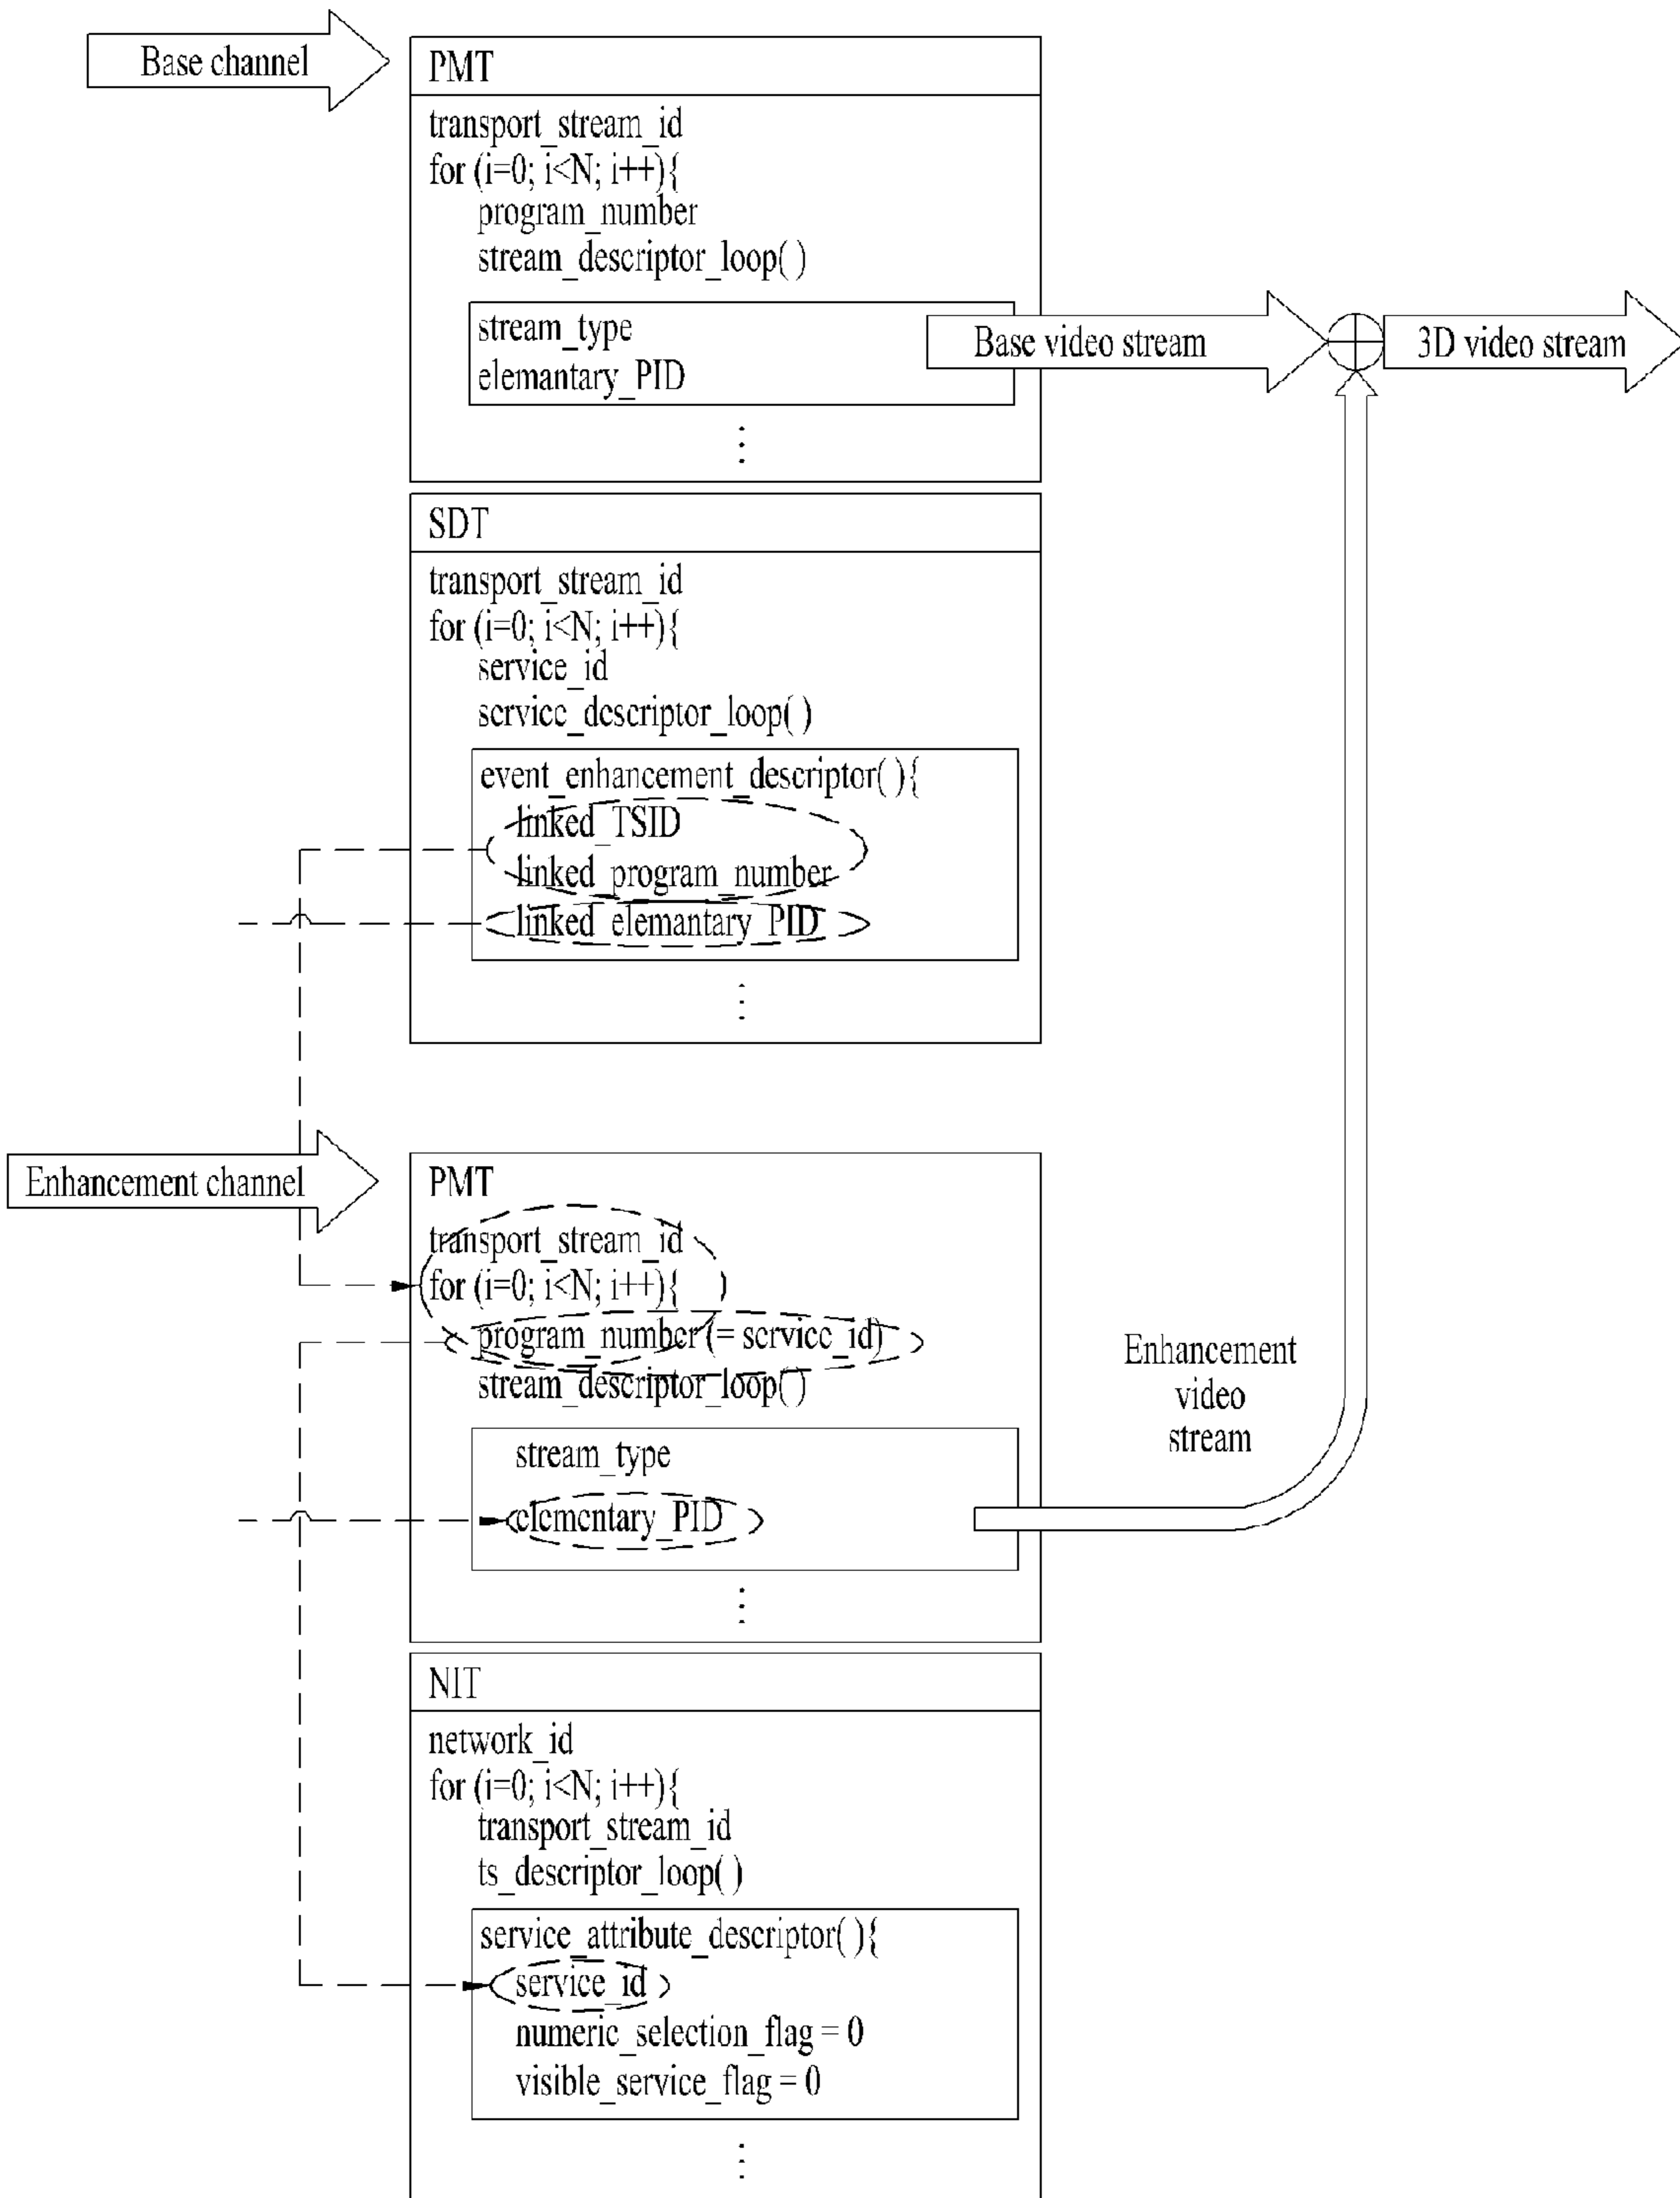 Base channel
PMT
transport_stream_id
for (i=0; i<N; i++){
program_number
stream_descriptor_loop( )
stream_type
elemantary_PID
Base video stream
3D video stream
SDT
transport_stream_id
for (i=0; i<N; i++){
service_id
service_descriptor_loop( )
event_enhancement_descriptor( ){
linked_TSID
linked_program_number
linked_elemantary_PID
Enhancement channel
PMT
transport_stream_id
for (i=0; i<N; i++){
program_number (= service_id)
stream_descriptor_loop( )
stream_type
elementary_PID
Enhancement
video
stream
NIT
network_id
for (i=0; i<N; i++){
transport_stream_id
ts_descriptor_loop( )
service_attribute_descriptor( ){
service_id
numeric_selection_flag = 0
visible_service_flag = 0